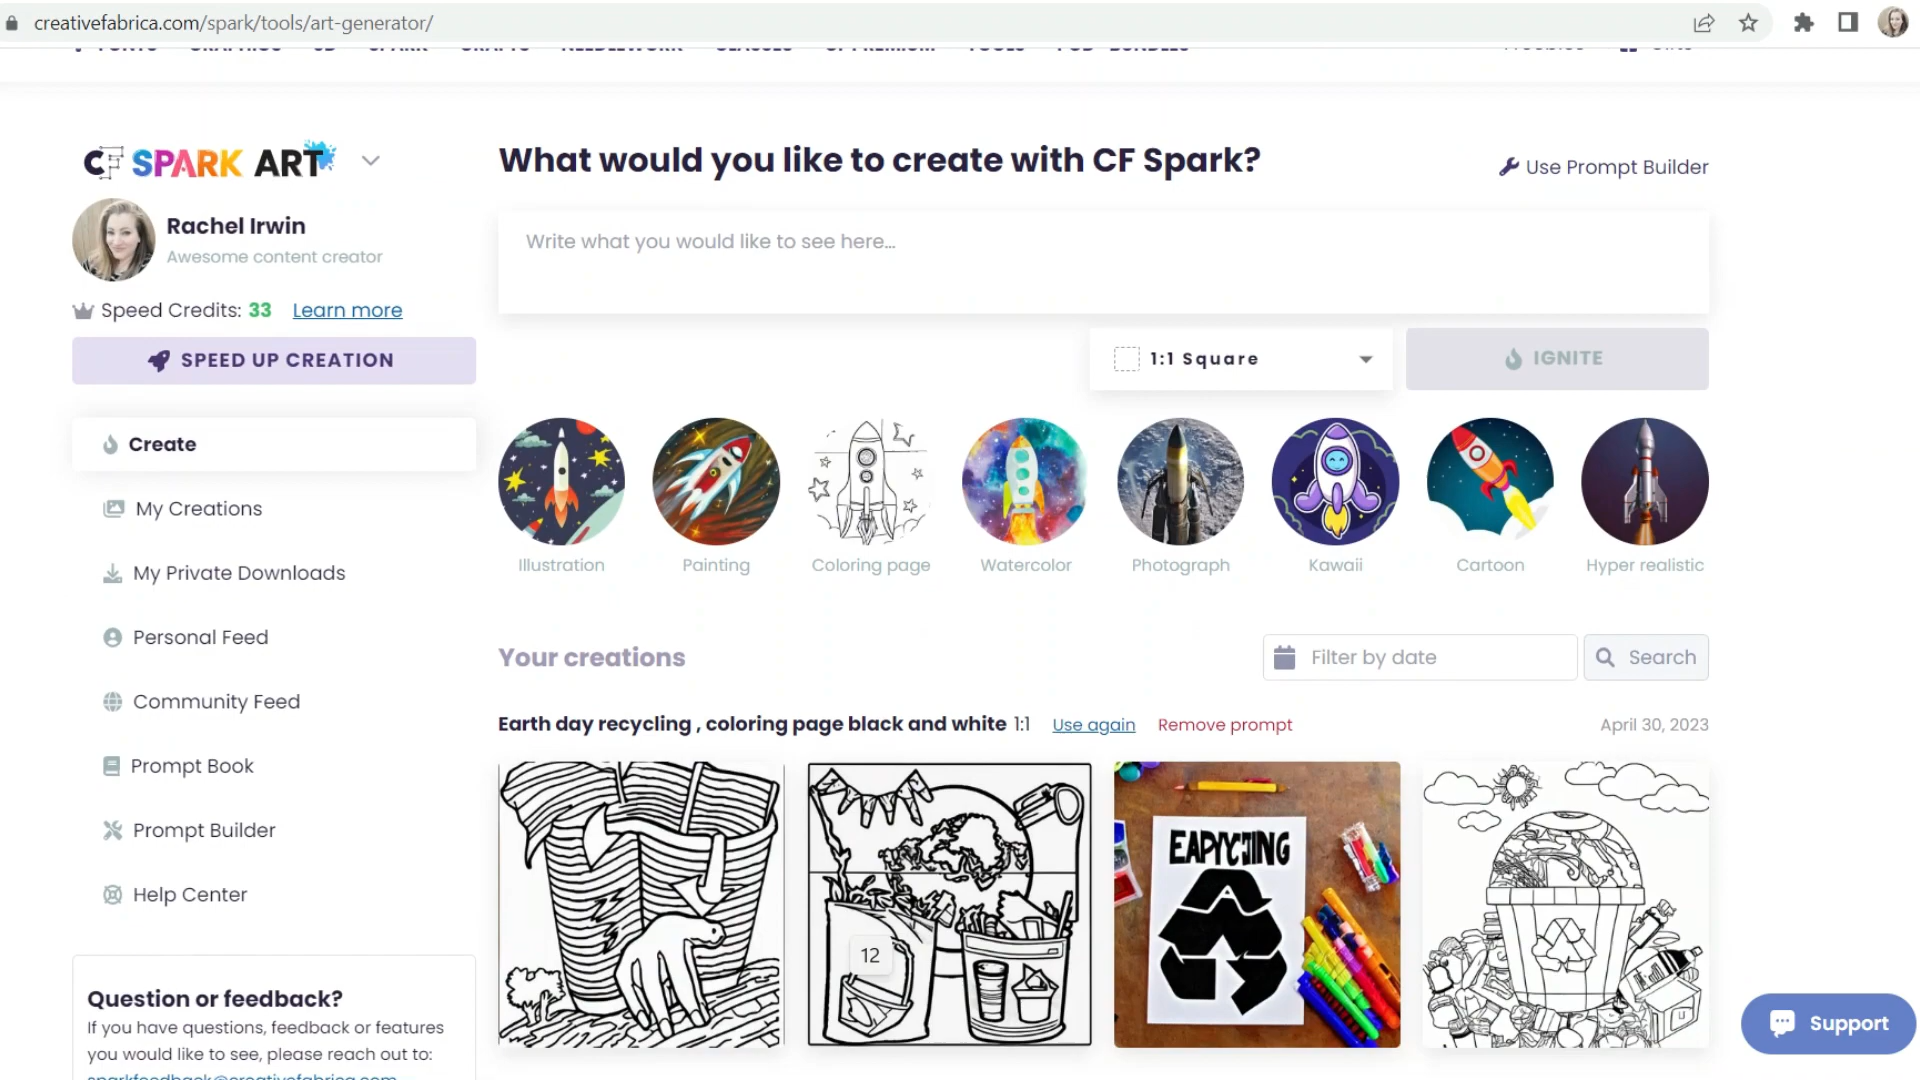 creativefabrica.com/spark/tools/art-generator/
CF SPARK ART
What would you like to create with CF Spark?
Use Prompt Builder
Rachel Irwin
Awesome content creator
Write what you would like to see here...
Speed Credits: 33 Learn more
SPEED UP CREATION
1:1 Square
IGNITE
Create
My Creations
My Private Downloads
Personal Feed
Community Feed
Prompt Book
Prompt Builder
Help Center
Illustration
Painting
Coloring page
Watercolor
Photograph
Kawaii
Cartoon
Hyper realistic
Your creations
Filter by date
Search
Earth day recycling , coloring page black and white 1:1 Use again Remove prompt
April 30, 2023
12
Question or feedback?
If you have questions, feedback or features
you would like to see, please reach out to:
sparkfeedback@creativefabrica.com
Support